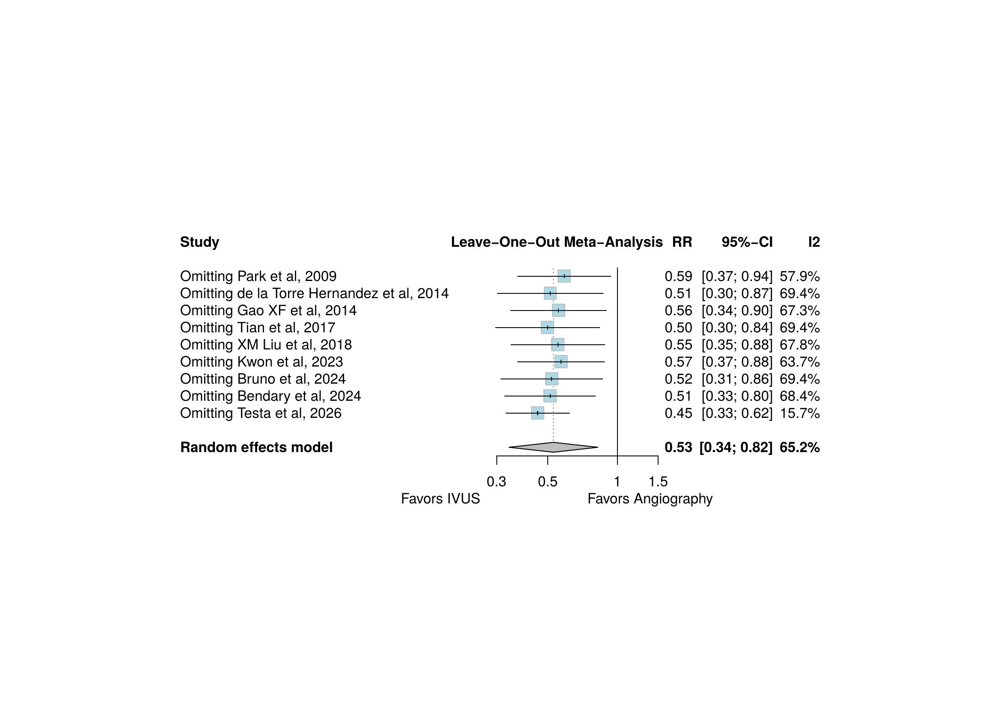 Study Leave−One−Out Meta−Analysis RR 95%−CI I2
Omitting Park et al, 2009 0.59 [0.37; 0.94] 57.9%
Omitting de la Torre Hernandez et al, 2014 0.51 [0.30; 0.87] 69.4%
Omitting Gao XF et al, 2014 0.56 [0.34; 0.90] 67.3%
Omitting Tian et al, 2017 0.50 [0.30; 0.84] 69.4%
Omitting XM Liu et al, 2018 0.55 [0.35; 0.88] 67.8%
Omitting Kwon et al, 2023 0.57 [0.37; 0.88] 63.7%
Omitting Bruno et al, 2024 0.52 [0.31; 0.86] 69.4%
Omitting Bendary et al, 2024 0.51 [0.33; 0.80] 68.4%
Omitting Testa et al, 2026 0.45 [0.33; 0.62] 15.7%
Random effects model 0.53 [0.34; 0.82] 65.2%
0.3 0.5 1 1.5
Favors IVUS Favors Angiography